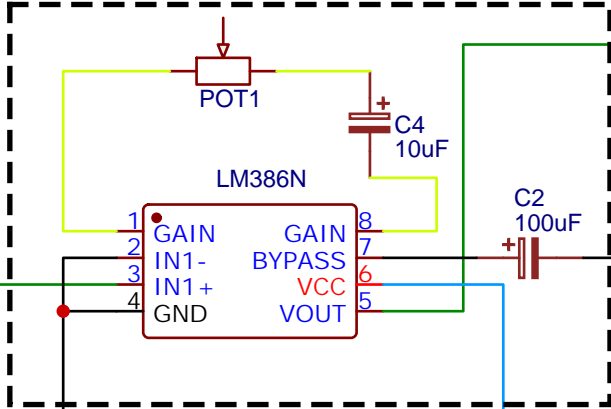 POT1
+
C4
10uF
LM386N
C2
100uF
+
1 GAIN GAIN 8
2 IN1- BYPASS 7
3 IN1+ VCC 6
4 GND VOUT 5